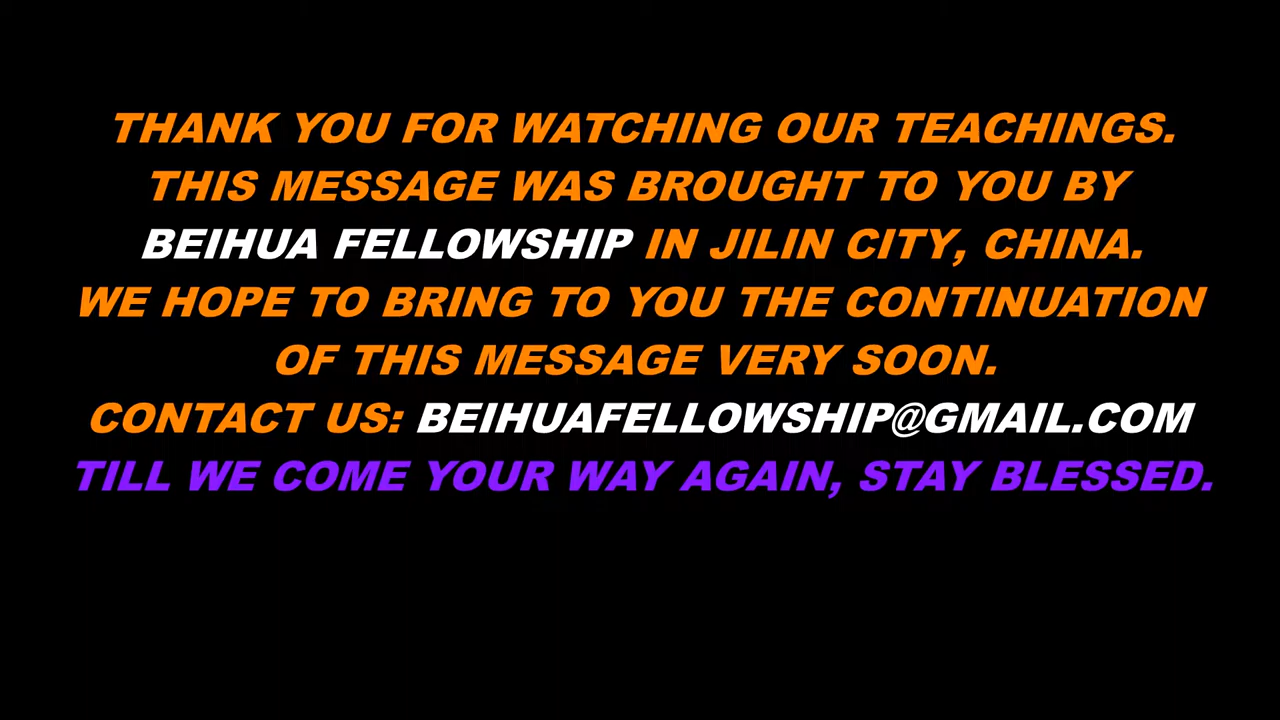 THANK YOU FOR WATCHING OUR TEACHINGS.
THIS MESSAGE WAS BROUGHT TO YOU BY
BEIHUA FELLOWSHIP IN JILIN CITY, CHINA.
WE HOPE TO BRING TO YOU THE CONTINUATION
OF THIS MESSAGE VERY SOON.
CONTACT US: BEIHUAFELLOWSHIP@GMAIL.COM
TILL WE COME YOUR WAY AGAIN, STAY BLESSED.